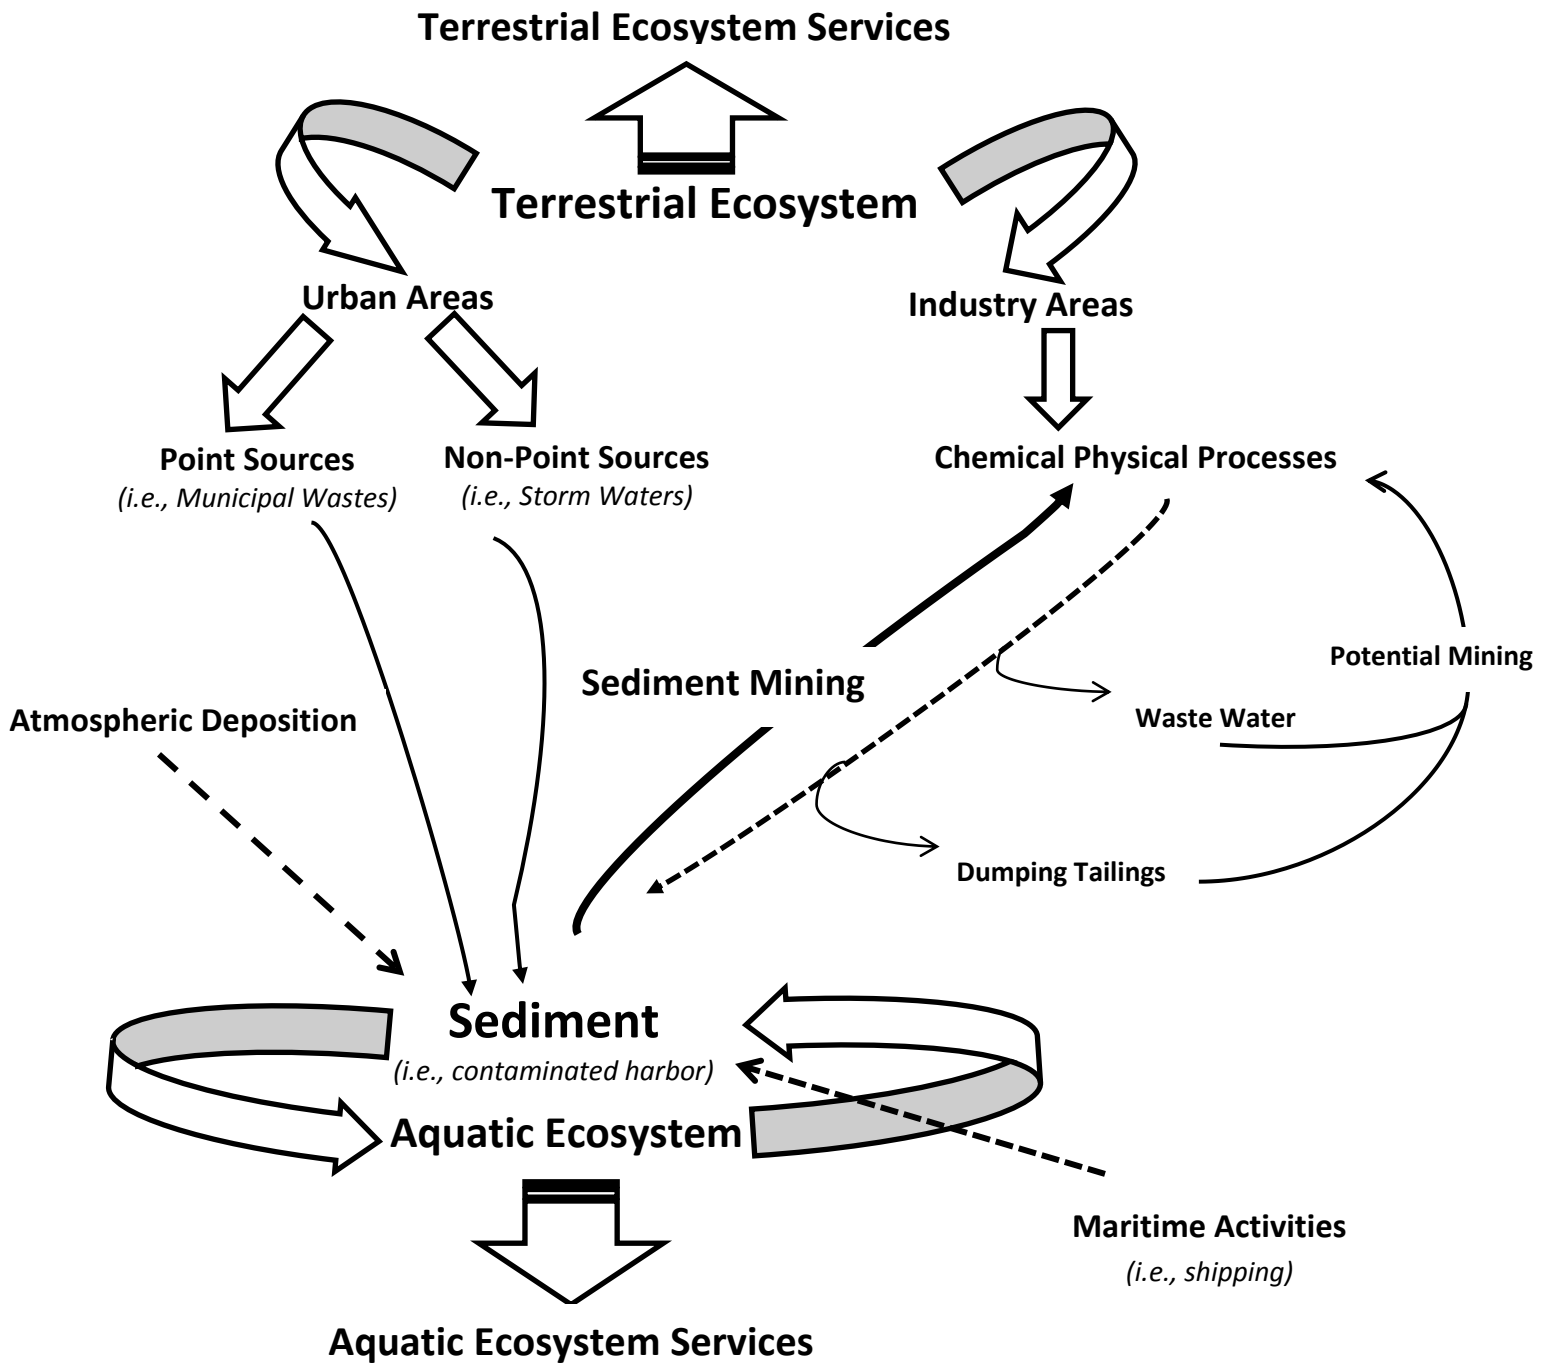 Terrestrial Ecosystem Services
Terrestrial Ecosystem
Urban Areas
Industry Areas
Point Sources
(i.e., Municipal Wastes)
Non-Point Sources
(i.e., Storm Waters)
Chemical Physical Processes
Potential Mining
Sediment Mining
Waste Water
Atmospheric Deposition
Dumping Tailings
Sediment
(i.e., contaminated harbor)
Aquatic Ecosystem
Maritime Activities
(i.e., shipping)
Aquatic Ecosystem Services